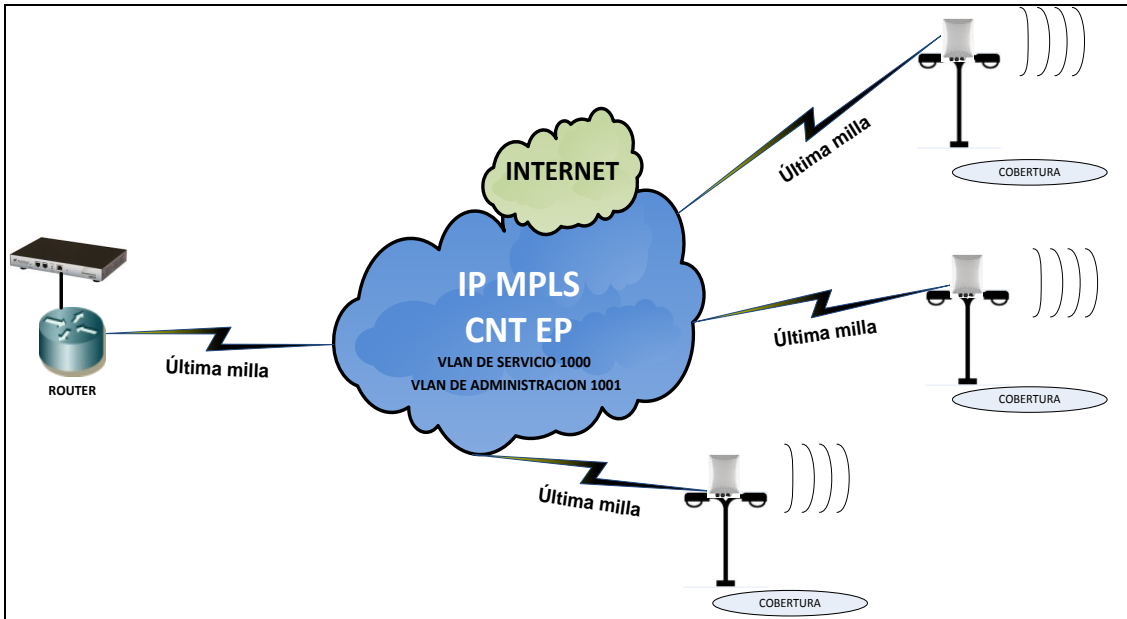 INTERNET
Última milla
COBERTURA
IP MPLS
CNT EP
VLAN DE SERVICIO 1000
VLAN DE ADMINISTRACION 1001
Última milla
Última milla
ROUTER
COBERTURA
Última milla
COBERTURA